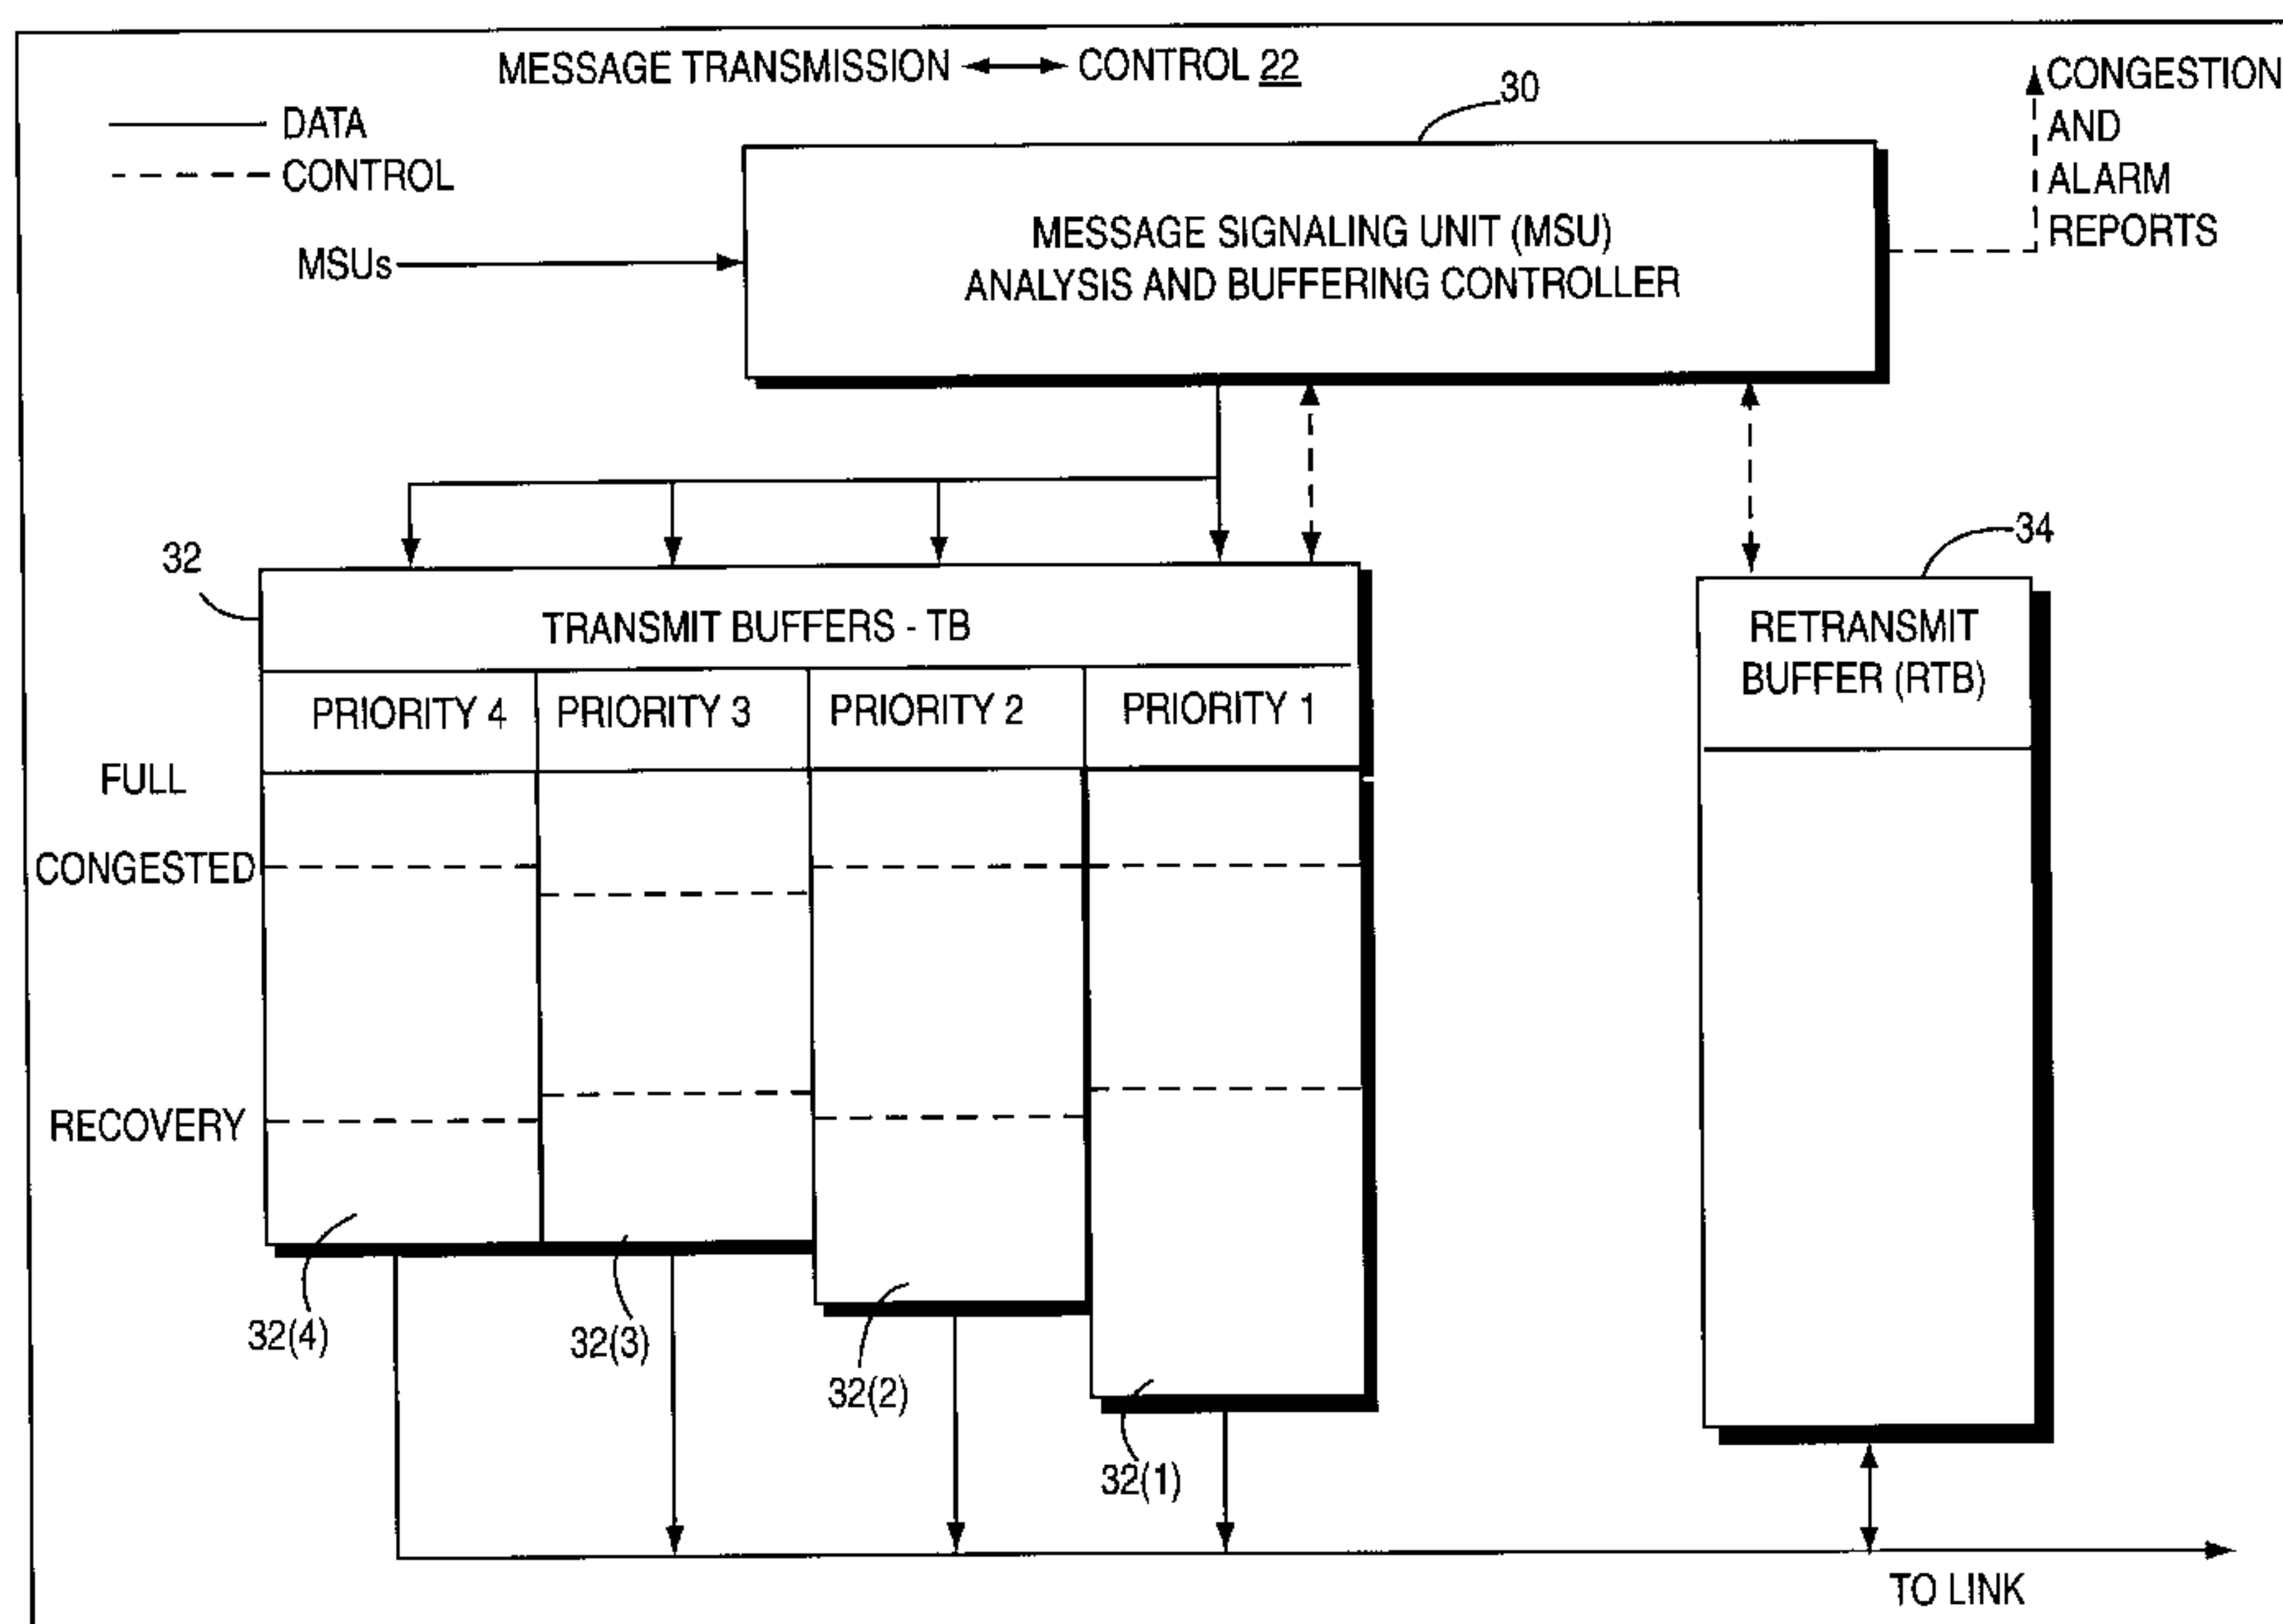 MESSAGE TRANSMISSION CONTROL 22
CONGESTION
AND
ALARM
REPORTS
30
DATA
CONTROL
MSUs
MESSAGE SIGNALING UNIT (MSU)
ANALYSIS AND BUFFERING CONTROLLER
32
34
TRANSMIT BUFFERS - TB
RETRANSMIT
BUFFER (RTB)
PRIORITY 4
PRIORITY 3
PRIORITY 2
PRIORITY 1
FULL
CONGESTED
RECOVERY
32(4)
32(3)
32(2)
32(1)
TO LINK